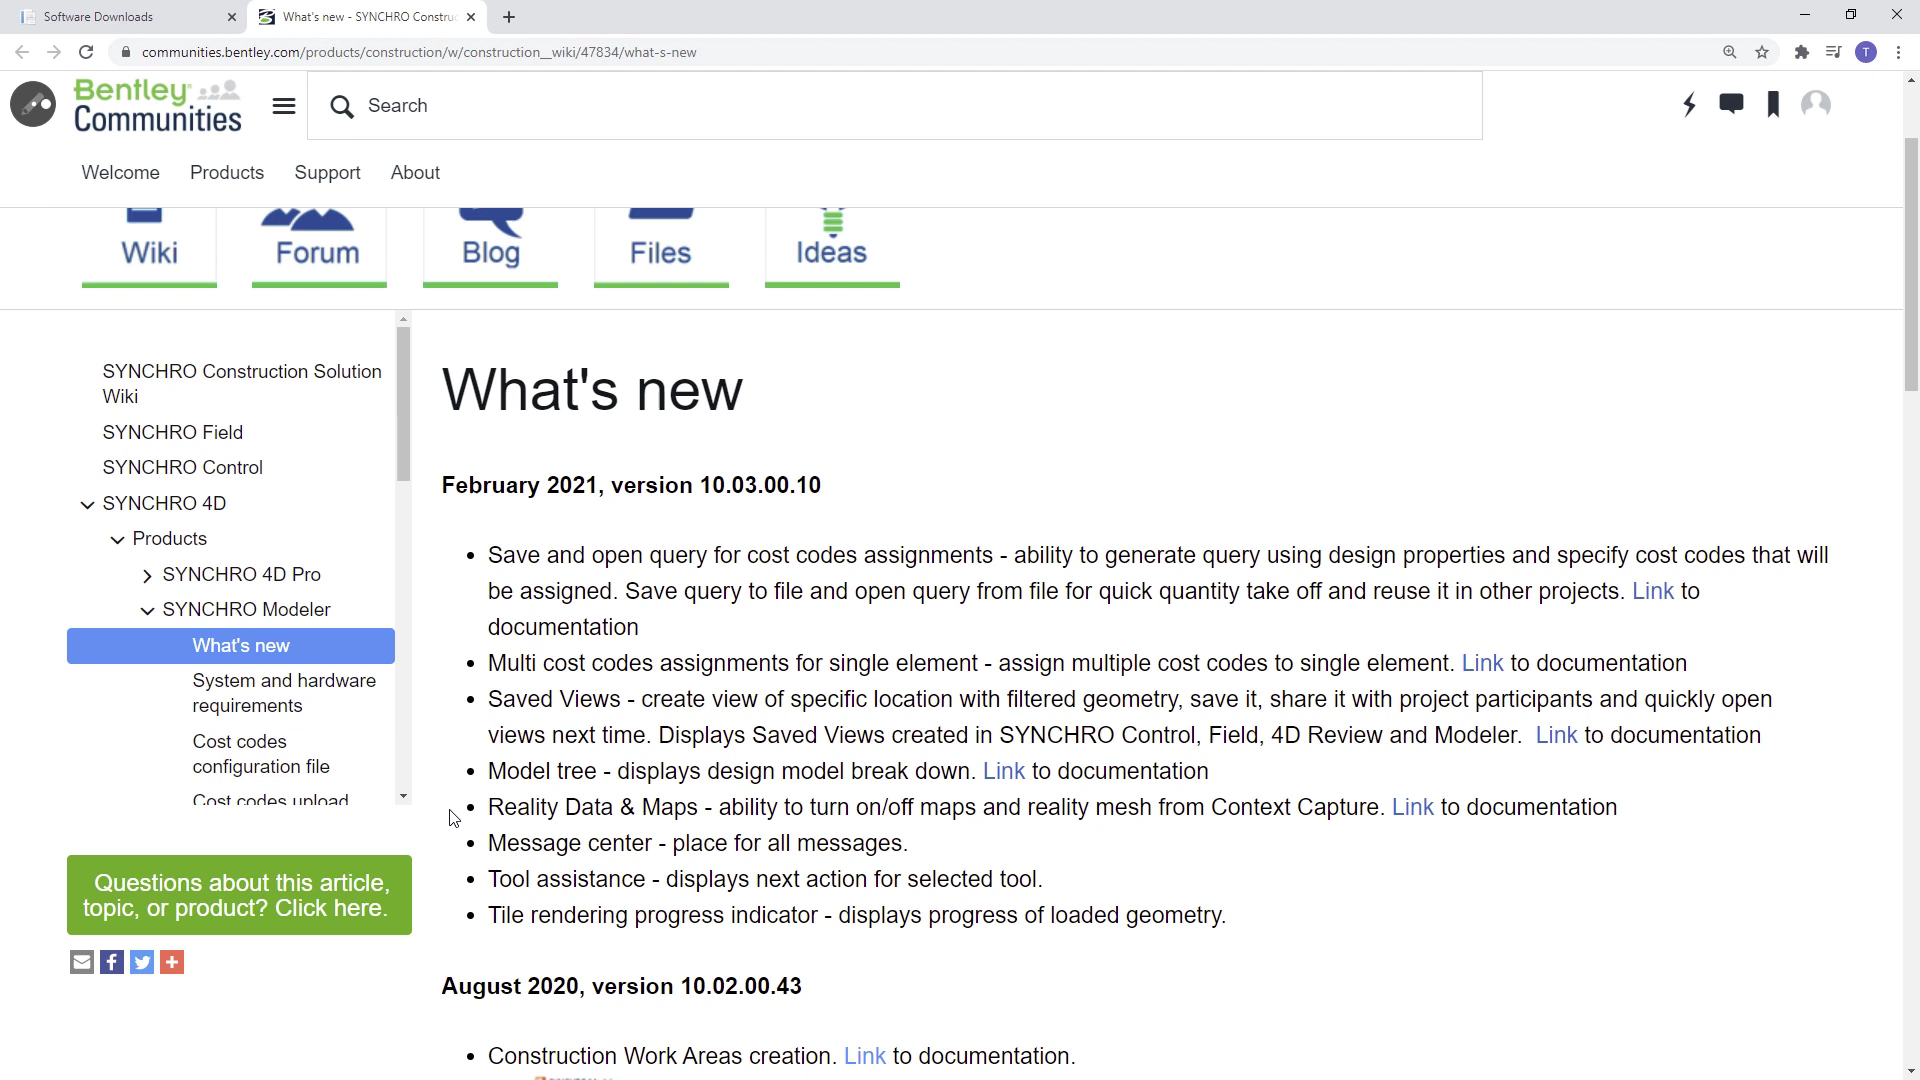 Software Downloads
What's new - SYNCHRO Constru
communities.bentley.com/products/construction/w/construction__wiki/47834/what-s-new
T
Bentley
Communities
Search
Welcome Products Support About
Wiki Forum Blog Files Ideas
SYNCHRO Construction Solution
Wiki
SYNCHRO Field
SYNCHRO Control
SYNCHRO 4D
Products
SYNCHRO 4D Pro
SYNCHRO Modeler
What's new
System and hardware
requirements
Cost codes
configuration file
Cost codes upload
Questions about this article,
topic, or product? Click here.
What's new
February 2021, version 10.03.00.10
• Save and open query for cost codes assignments - ability to generate query using design properties and specify cost codes that will
be assigned. Save query to file and open query from file for quick quantity take off and reuse it in other projects. Link to
documentation
• Multi cost codes assignments for single element - assign multiple cost codes to single element. Link to documentation
• Saved Views - create view of specific location with filtered geometry, save it, share it with project participants and quickly open
views next time. Displays Saved Views created in SYNCHRO Control, Field, 4D Review and Modeler. Link to documentation
• Model tree - displays design model break down. Link to documentation
• Reality Data & Maps - ability to turn on/off maps and reality mesh from Context Capture. Link to documentation
• Message center - place for all messages.
• Tool assistance - displays next action for selected tool.
• Tile rendering progress indicator - displays progress of loaded geometry.
August 2020, version 10.02.00.43
• Construction Work Areas creation. Link to documentation.